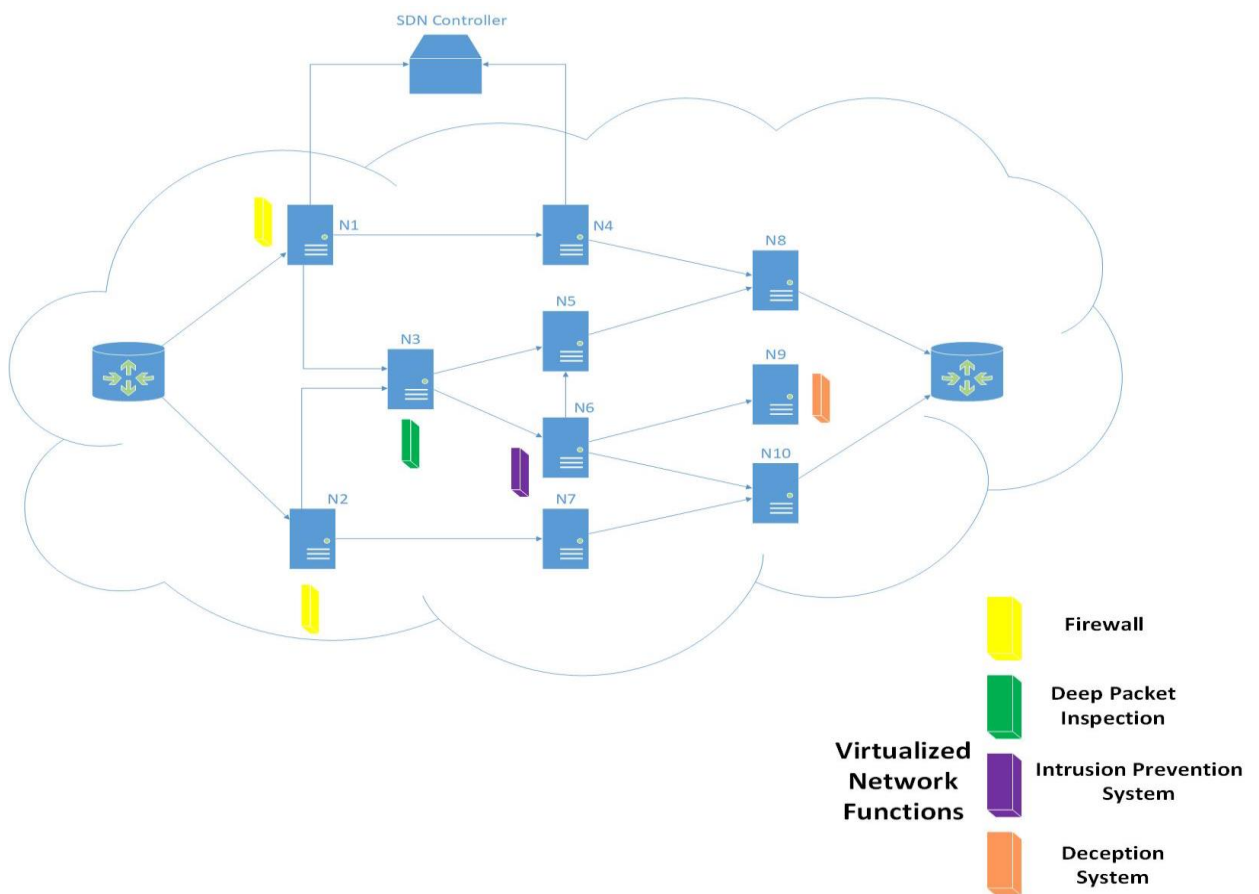 SDN Controller
N1
N4
N8
N5
N3
N9
N6
N10
N2
N7
Firewall
Deep Packet
Inspection
Virtualized
Network
Functions
Intrusion Prevention
System
Deception
System